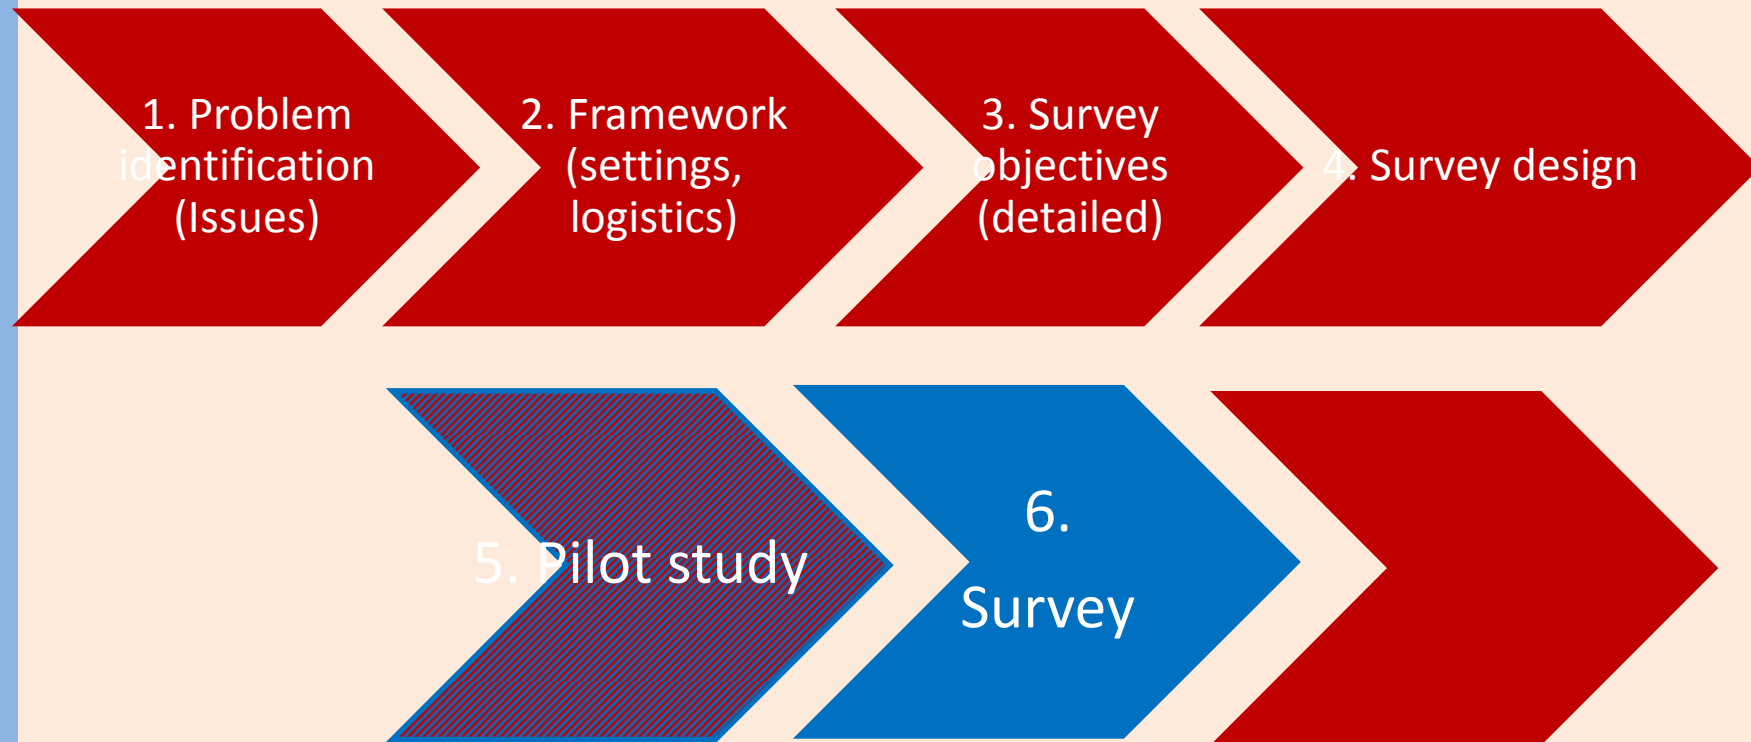 1. Problem
identification
(Issues)
2. Framework
(settings,
logistics)
3. Survey
objectives
(detailed)
4. Survey design
5. Pilot study
6.
Survey